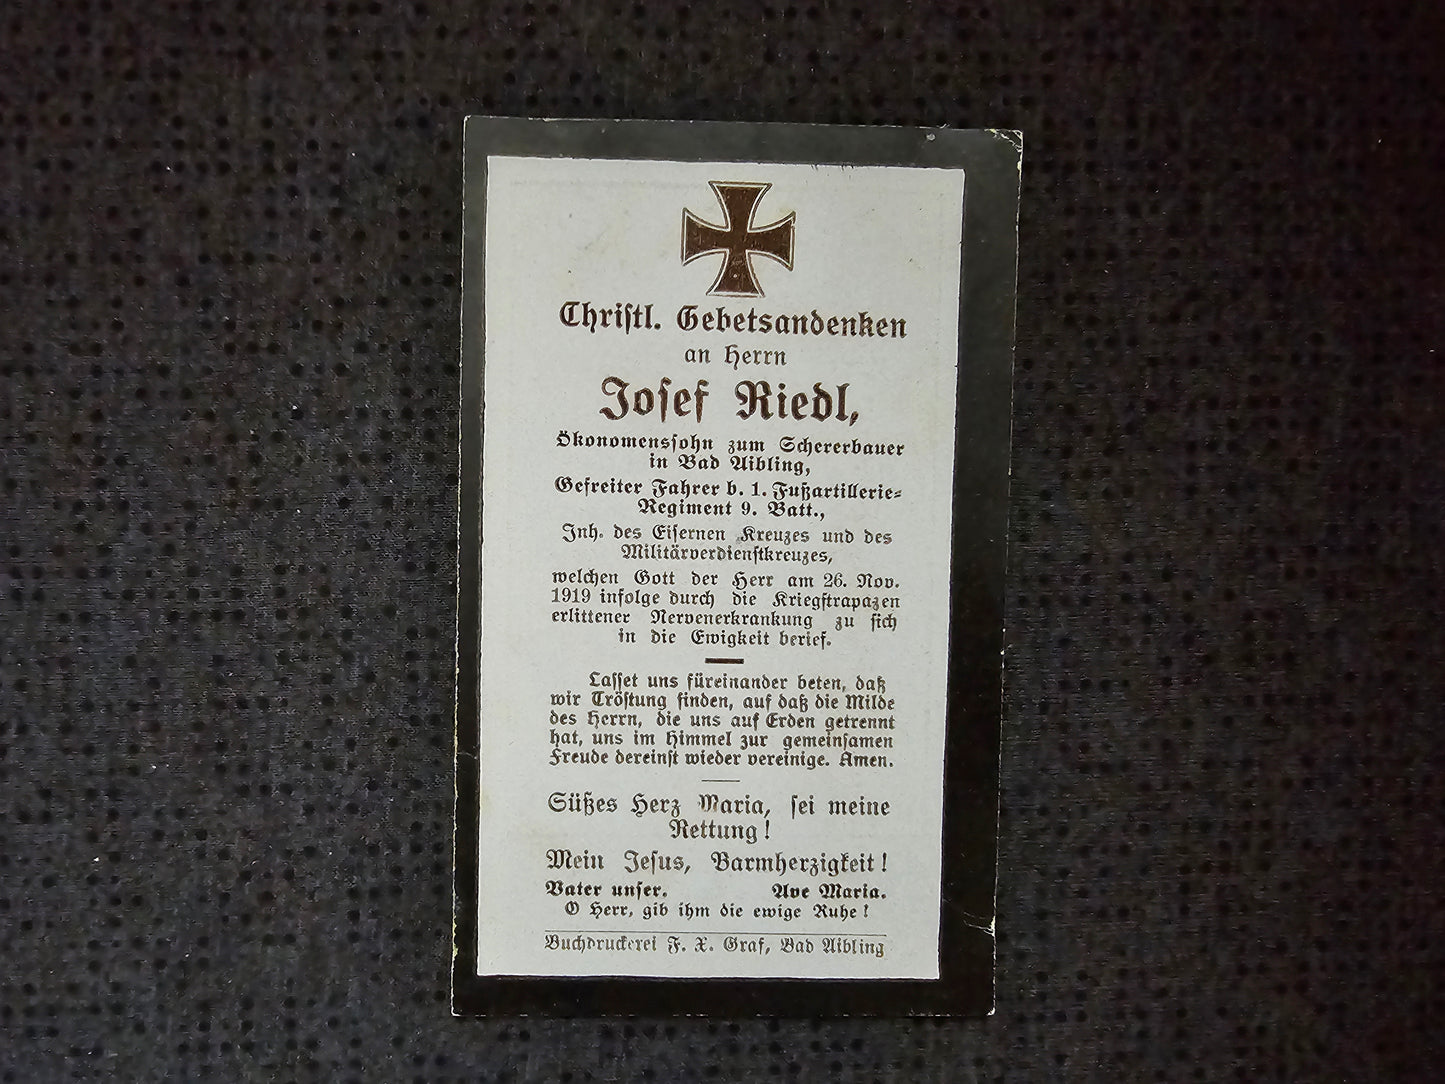 Christl. Gebetsandenken
an Herrn
Josef Riedl,
Ökonomenssohn zum Schererbauer
in Bad Aibling,
Gefreiter Fahrer b. 1. Fußartillerie-
Regiment 9. Batt.,
Inh. des Eisernen Kreuzes und des
Militärverdienstkreuzes,
welchen Gott der Herr am 26. Nov.
1919 infolge durch die Kriegstrapazen
erlittener Nervenerkrankung zu sich
in die Ewigkeit berief.
Lasset uns füreinander beten, daß
wir Tröstung finden, auf daß die Milde
des Herrn, die uns auf Erden getrennt
hat, uns im Himmel zur gemeinsamen
Freude dereinst wieder vereinige. Amen.
Süßes Herz Maria, sei meine
Rettung!
Mein Jesus, Barmherzigkeit!
Vater unser. Ave Maria.
O Herr, gib ihm die ewige Ruhe!
Buchdruckerei F. X. Graf, Bad Aibling